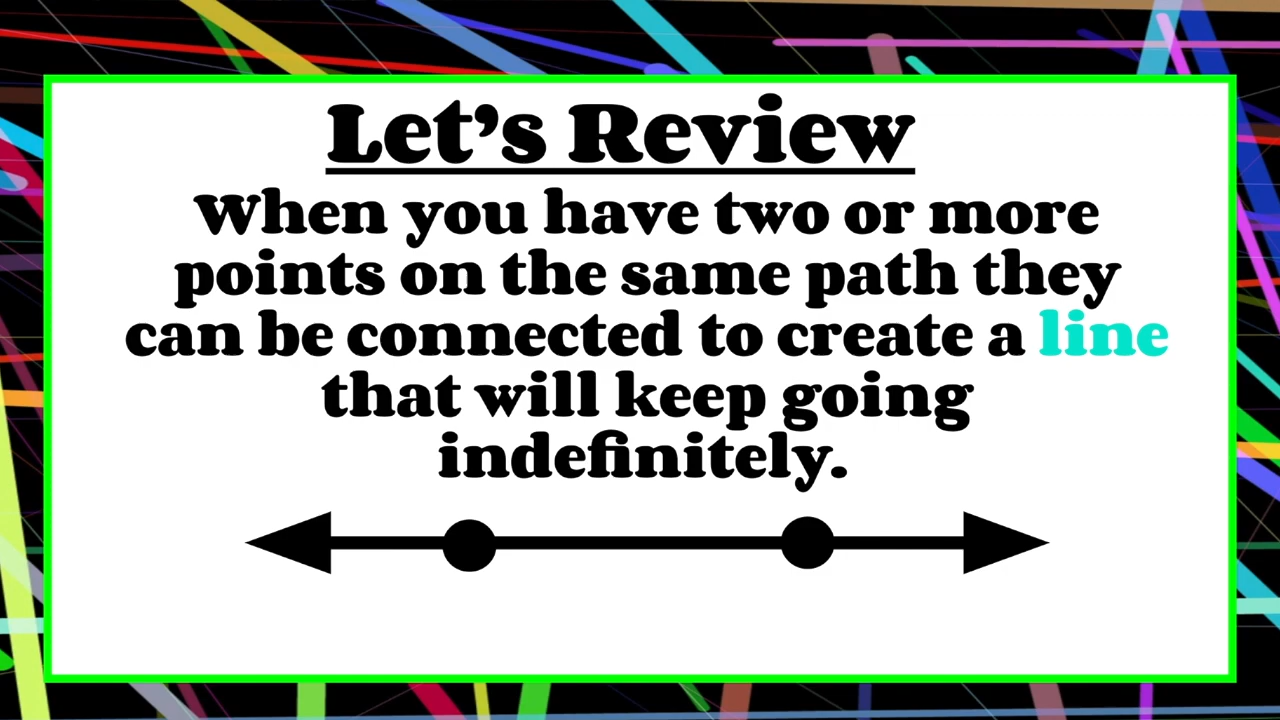 Let's Review
When you have two or more
points on the same path they
can be connected to create a line
that will keep going
indefinitely.